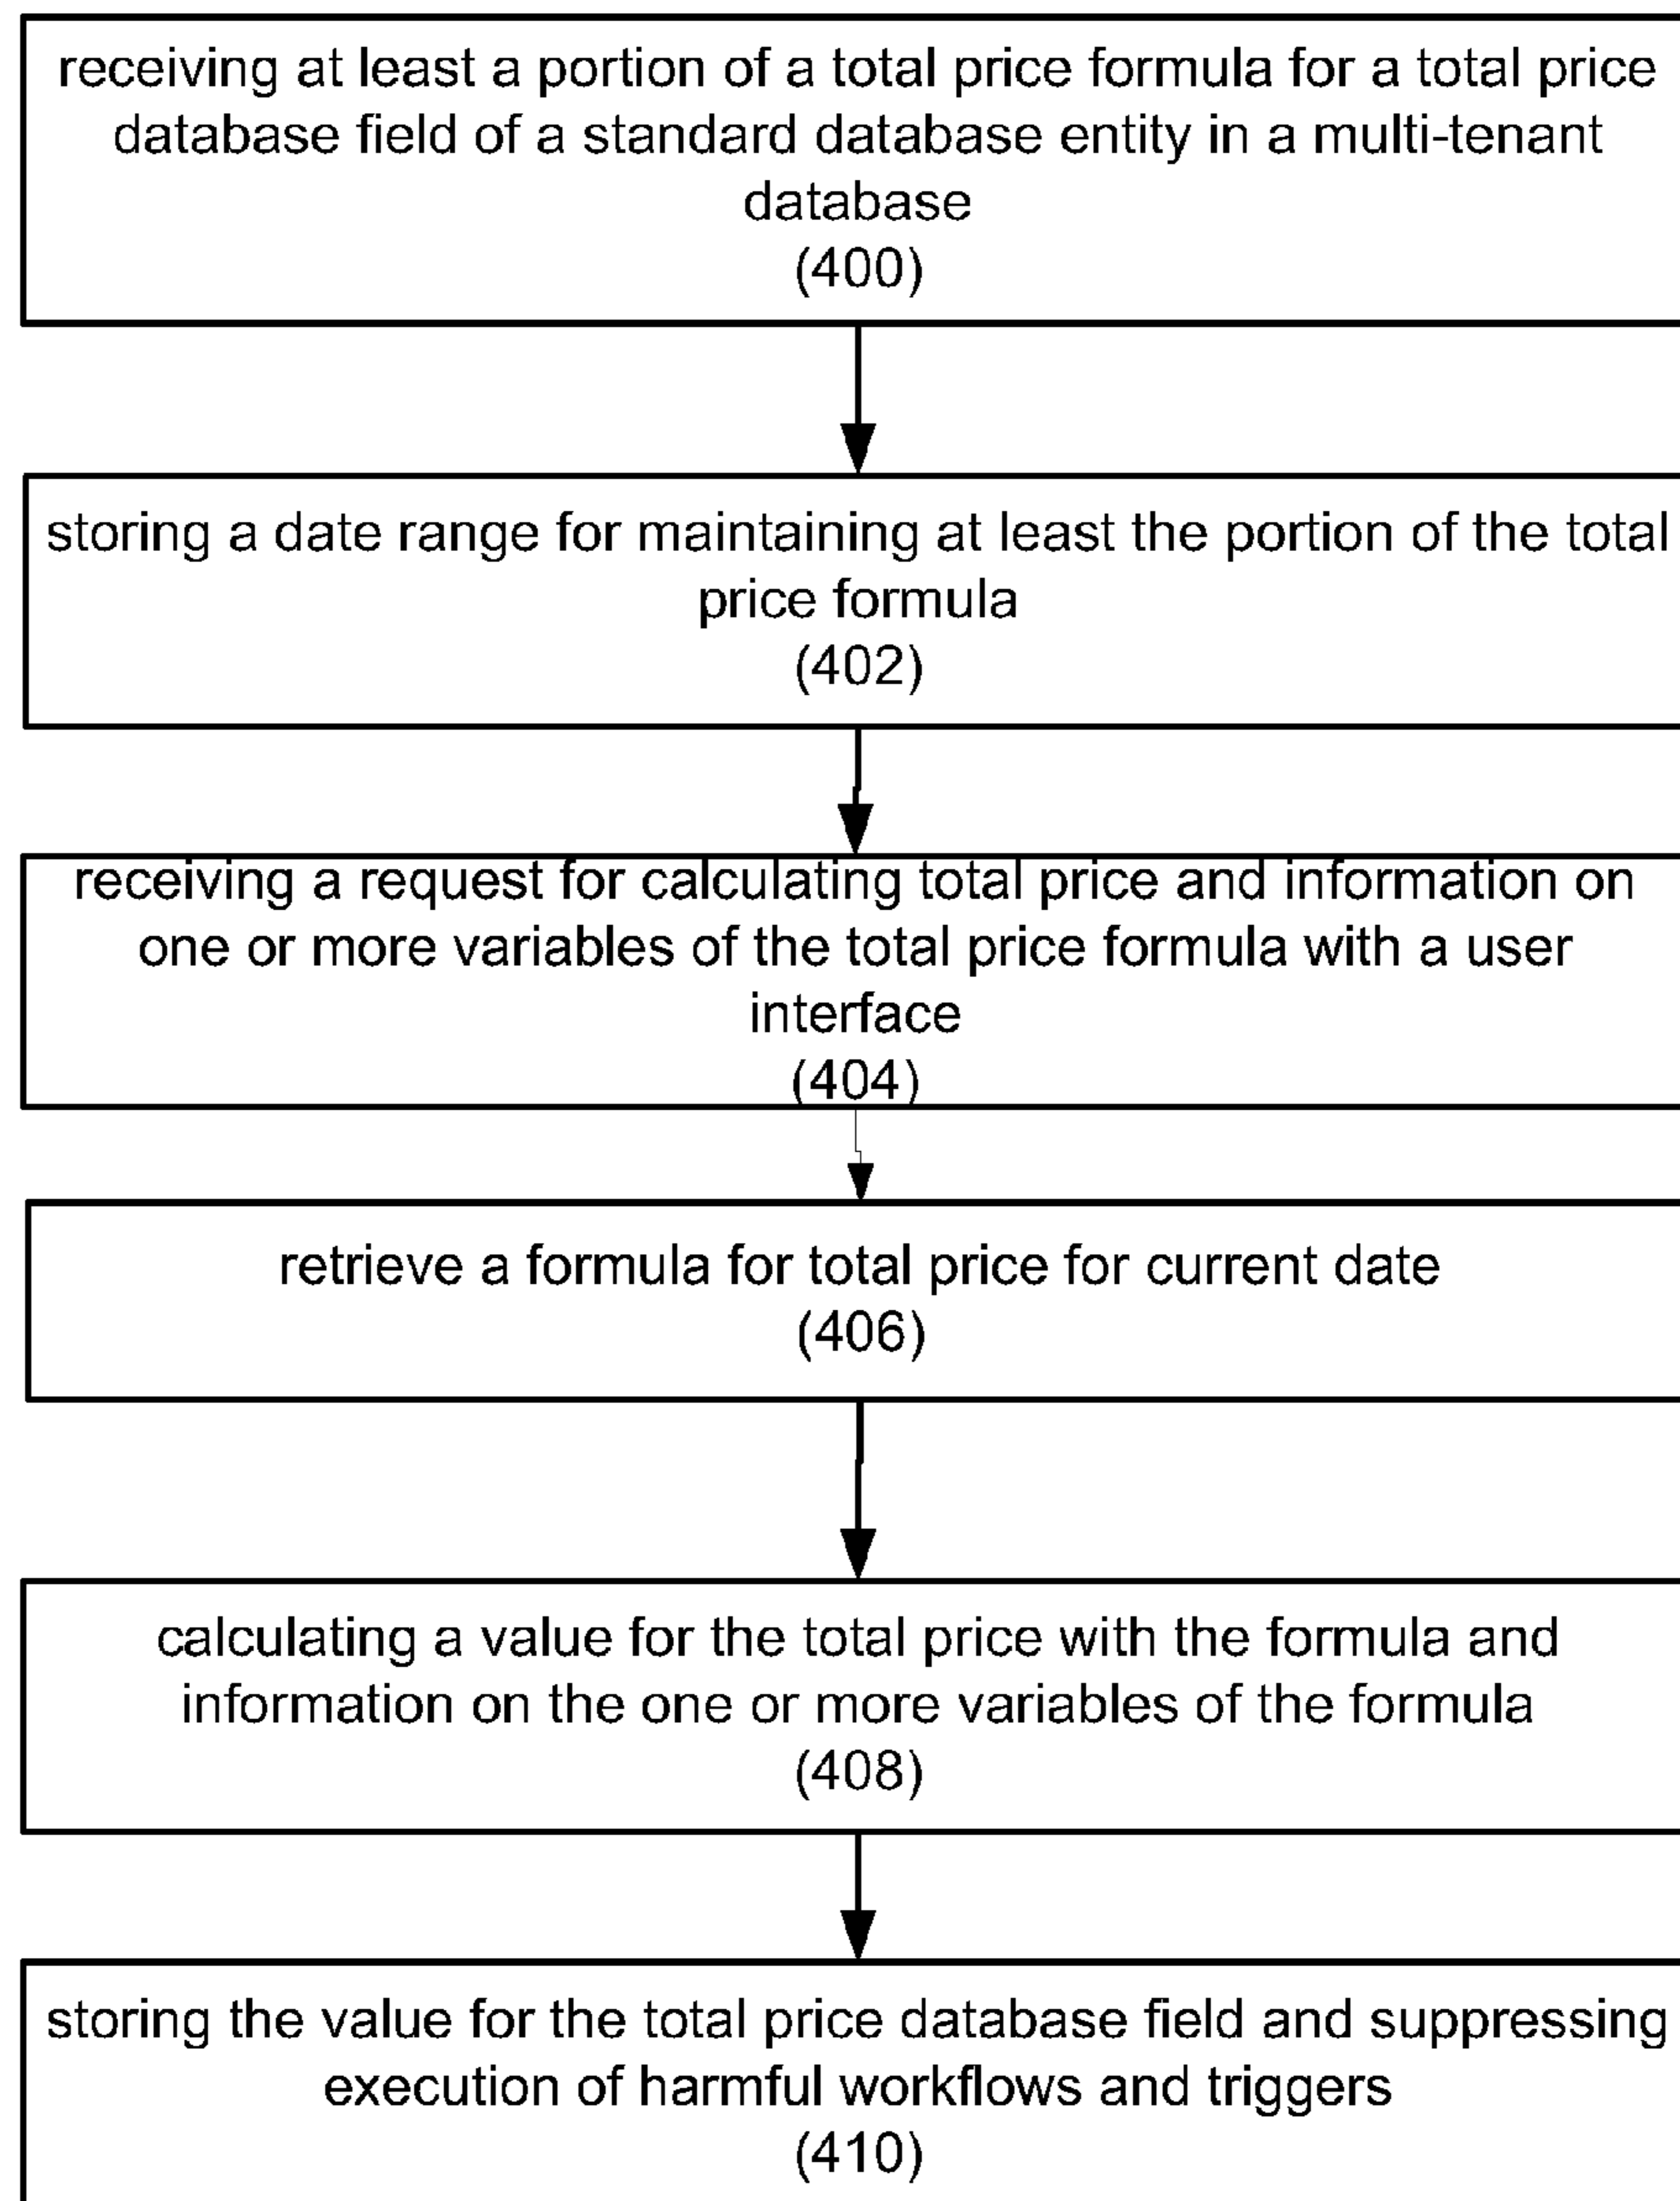 receiving at least a portion of a total price formula for a total price
database field of a standard database entity in a multi-tenant
database
(400)
storing a date range for maintaining at least the portion of the total
price formula
(402)
receiving a request for calculating total price and information on
one or more variables of the total price formula with a user
interface
(404)
retrieve a formula for total price for current date
(406)
calculating a value for the total price with the formula and
information on the one or more variables of the formula
(408)
storing the value for the total price database field and suppressing
execution of harmful workflows and triggers
(410)